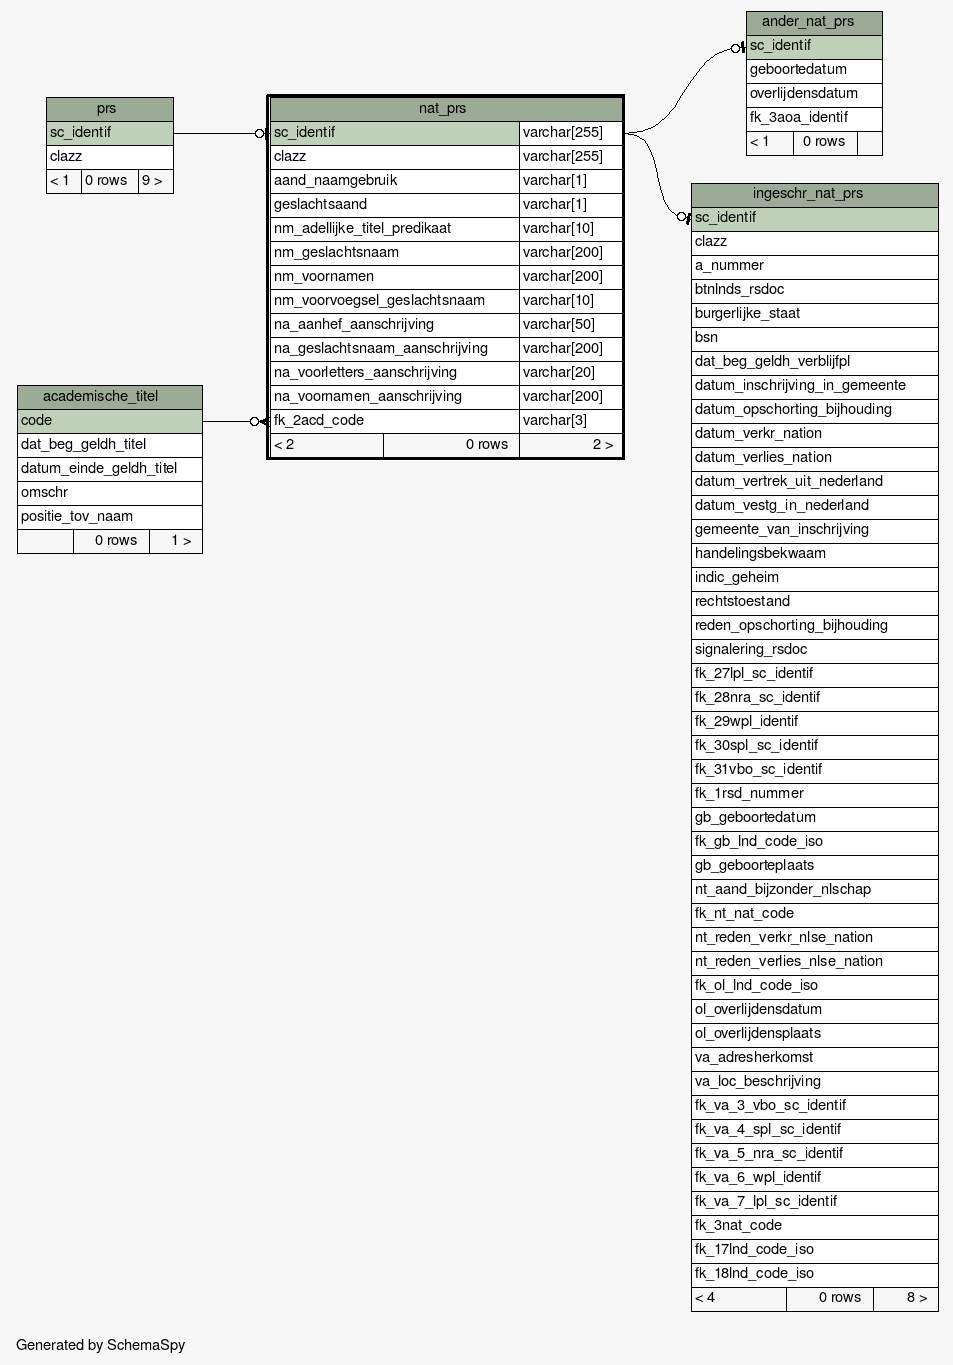 ander_nat_prs
sc_identif
geboortedatum
overlijdensdatum
fk_3aoa_identif
< 1 0 rows
prs
sc_identif
clazz
< 1 0 rows 9 >
nat_prs
sc_identif varchar[255]
clazz varchar[255]
aand_naamgebruik varchar[1]
geslachtsaand varchar[1]
nm_adellijke_titel_predikaat varchar[10]
nm_geslachtsnaam varchar[200]
nm_voornamen varchar[200]
nm_voorvoegsel_geslachtsnaam varchar[10]
na_aanhef_aanschrijving varchar[50]
na_geslachtsnaam_aanschrijving varchar[200]
na_voorletters_aanschrijving varchar[20]
na_voornamen_aanschrijving varchar[200]
fk_2acd_code varchar[3]
< 2 0 rows 2 >
academische_titel
code
dat_beg_geldh_titel
datum_einde_geldh_titel
omschr
positie_tov_naam
0 rows 1 >
ingeschr_nat_prs
sc_identif
clazz
a_nummer
btnlnds_rsdoc
burgerlijke_staat
bsn
dat_beg_geldh_verblijfpl
datum_inschrijving_in_gemeente
datum_opschorting_bijhouding
datum_verkr_nation
datum_verlies_nation
datum_vertrek_uit_nederland
datum_vestg_in_nederland
gemeente_van_inschrijving
handelingsbekwaam
indic_geheim
rechtstoestand
reden_opschorting_bijhouding
signalering_rsdoc
fk_27lpl_sc_identif
fk_28nra_sc_identif
fk_29wpl_identif
fk_30spl_sc_identif
fk_31vbo_sc_identif
fk_1rsd_nummer
gb_geboortedatum
fk_gb_lnd_code_iso
gb_geboorteplaats
nt_aand_bijzonder_nlschap
fk_nt_nat_code
nt_reden_verkr_nlse_nation
nt_reden_verlies_nlse_nation
fk_ol_lnd_code_iso
ol_overlijdensdatum
ol_overlijdensplaats
va_adresherkomst
va_loc_beschrijving
fk_va_3_vbo_sc_identif
fk_va_4_spl_sc_identif
fk_va_5_nra_sc_identif
fk_va_6_wpl_identif
fk_va_7_lpl_sc_identif
fk_3nat_code
fk_17lnd_code_iso
fk_18lnd_code_iso
< 4 0 rows 8 >
Generated by SchemaSpy